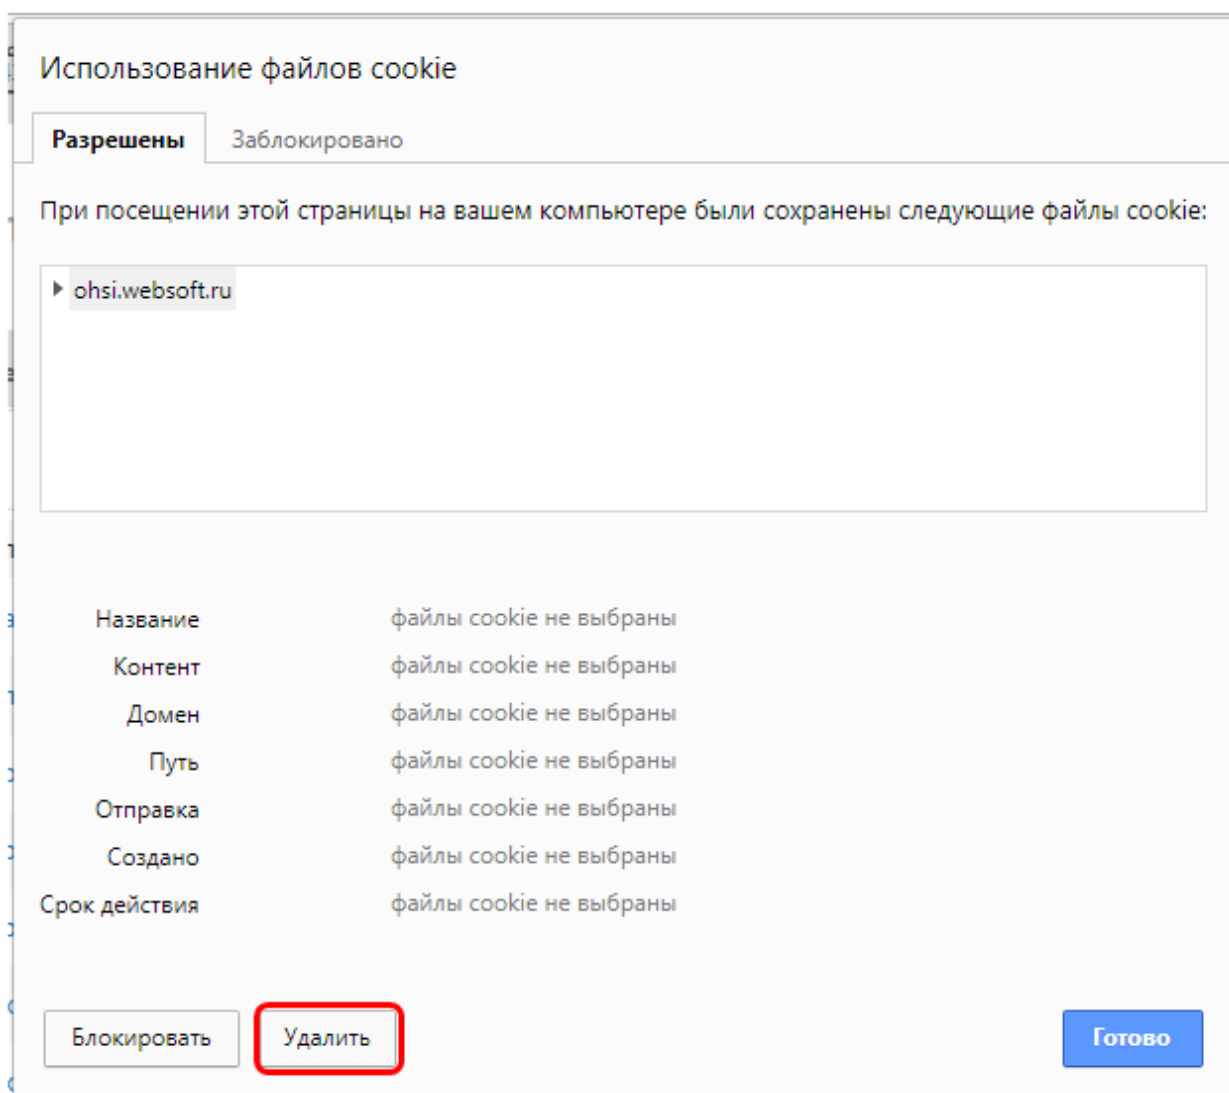 Использование файлов cookie
Разрешены Заблокировано
При посещении этой страницы на вашем компьютере были сохранены следующие файлы cookie:
ohsi.websoft.ru
Название файлы cookie не выбраны
Контент файлы cookie не выбраны
Домен файлы cookie не выбраны
Путь файлы cookie не выбраны
Отправка файлы cookie не выбраны
Создано файлы cookie не выбраны
Срок действия файлы cookie не выбраны
Блокировать Удалить Готово